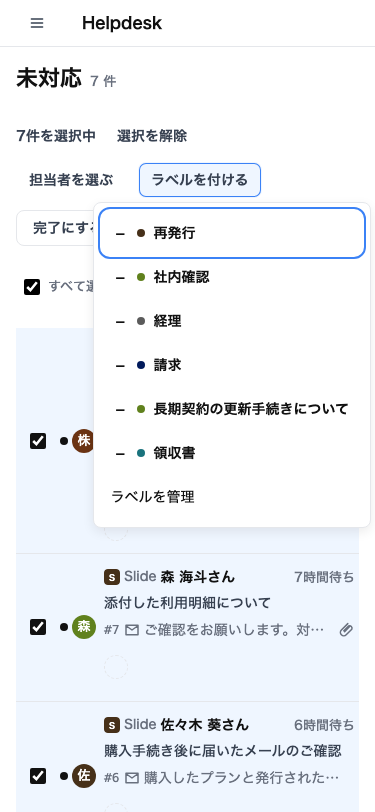 Helpdesk
未対応 7 件
7件を選択中 選択を解除
担当者を選ぶ ラベルを付ける
完了にする
– 再発行
– 社内確認
– 経理
– 請求
– 長期契約の更新手続きについて
– 領収書
ラベルを管理
すべて選
株
S Slide 森 海斗さん 7時間待ち
添付した利用明細について
森
#7 ご確認をお願いします。対…
S Slide 佐々木 葵さん 6時間待ち
購入手続き後に届いたメールのご確認
佐
#6 購入したプランと発行された…